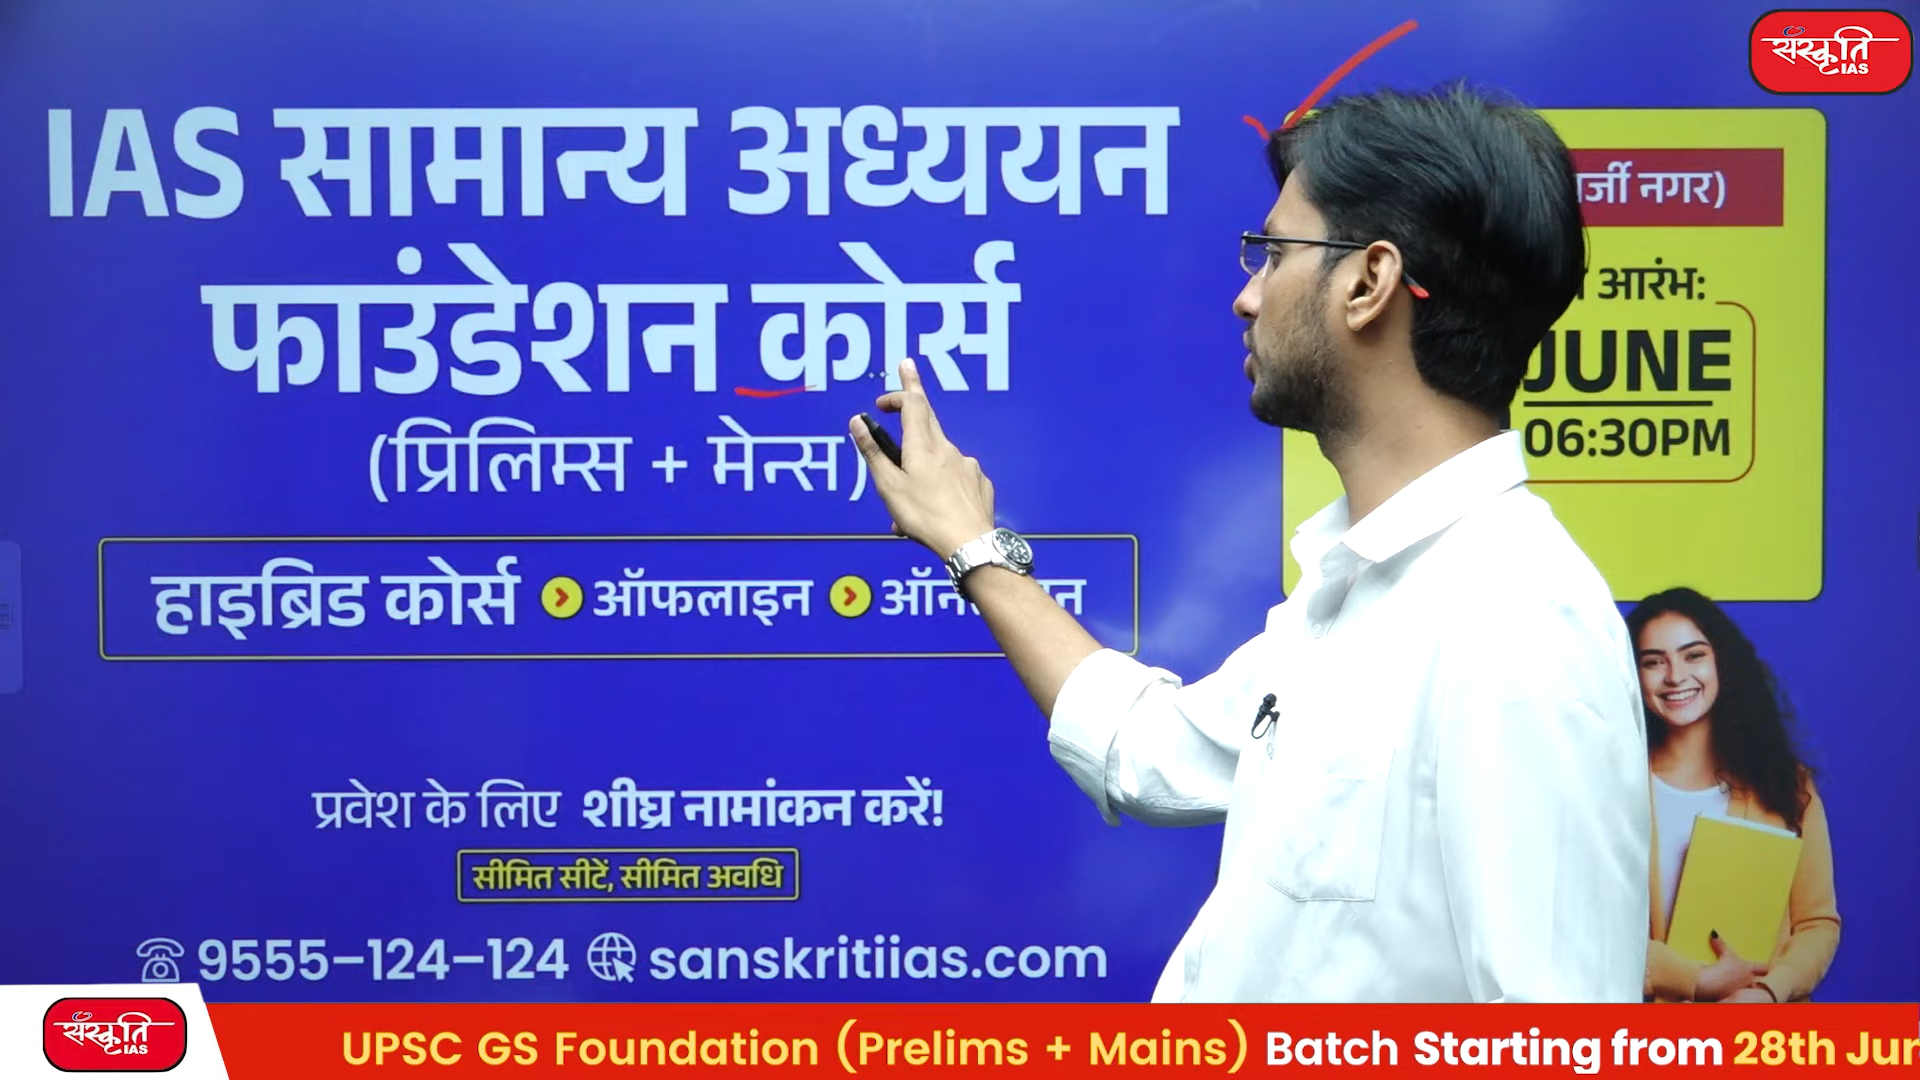 संस्कृति
IAS
IAS सामान्य अध्ययन
फाउंडेशन कोर्स
(प्रिलिम्स + मेन्स)
हाइब्रिड कोर्स ऑफलाइन
नगर)
आरंभ:
JUNE
06:30PM
प्रवेश के लिए शीघ्र नामांकन करें!
सीमित सीटें, सीमित अवधि
9555-124-124 sanskritiias.com
संस्कृति
IAS
UPSC GS Foundation (Prelims + Mains) Batch Starting from 28th